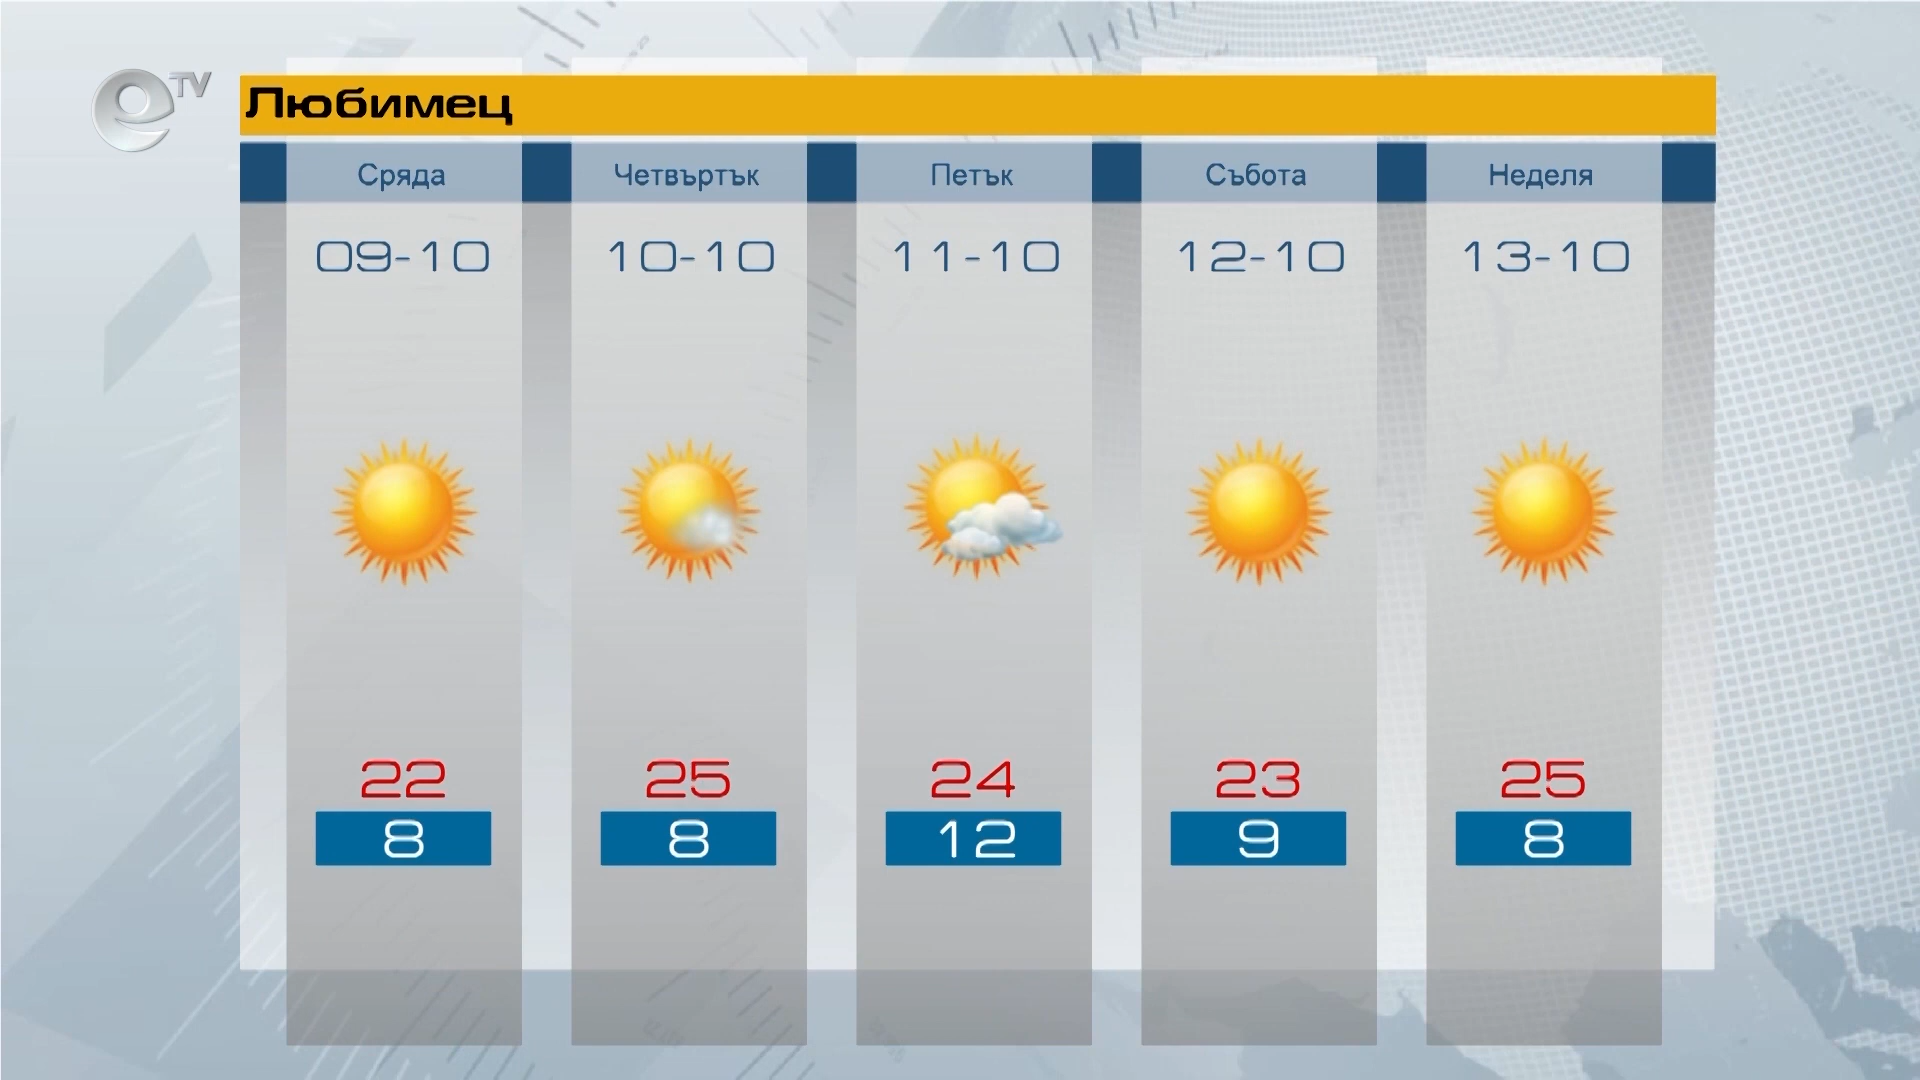 eTV
Любимец
Сряда Четвъртък Петък Събота Неделя
09-10 10-10 11-10 12-10 13-10
22 25 24 23 25
8 8 12 9 8